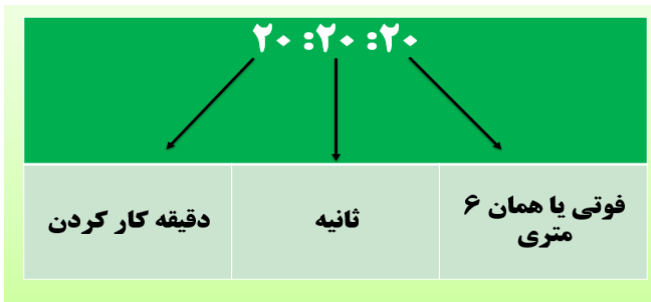 ۲۰ :۲۰ :۲۰
فوتی یا همان ۶
متری
ثانیه
دقیقه کار کردن